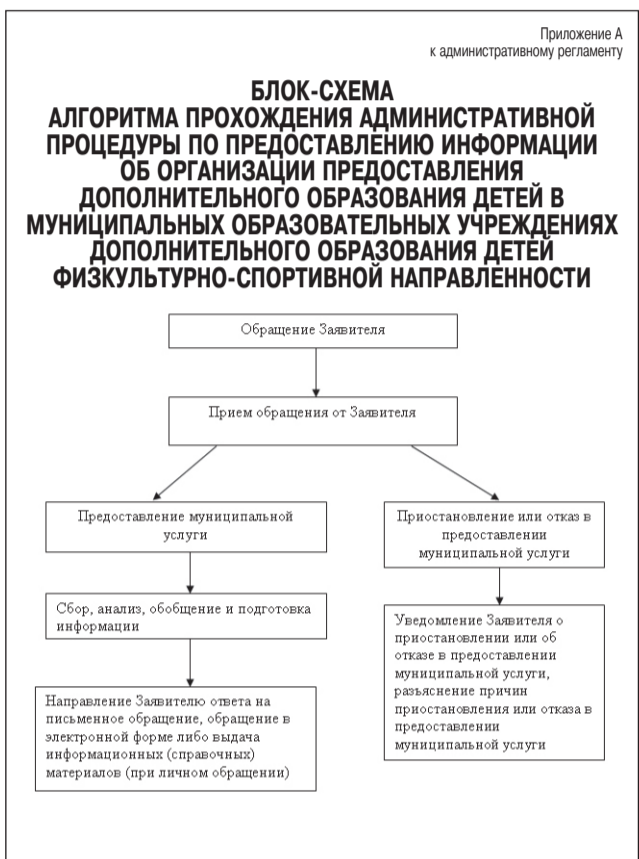 Приложение А
к административному регламенту
БЛОК-СХЕМА
АЛГОРИТМА ПРОХОЖДЕНИЯ АДМИНИСТРАТИВНОЙ
ПРОЦЕДУРЫ ПО ПРЕДОСТАВЛЕНИЮ ИНФОРМАЦИИ
ОБ ОРГАНИЗАЦИИ ПРЕДОСТАВЛЕНИЯ
ДОПОЛНИТЕЛЬНОГО ОБРАЗОВАНИЯ ДЕТЕЙ В
МУНИЦИПАЛЬНЫХ ОБРАЗОВАТЕЛЬНЫХ УЧРЕЖДЕНИЯХ
ДОПОЛНИТЕЛЬНОГО ОБРАЗОВАНИЯ ДЕТЕЙ
ФИЗКУЛЬТУРНО-СПОРТИВНОЙ НАПРАВЛЕННОСТИ
Обращение Заявителя
Прием обращения от Заявителя
Предоставление муниципальной
услуги
Сбор, анализ, обобщение и подготовка
информации
Направление Заявителю ответа на
письменное обращение, обращение в
электронной форме либо выдача
информационных (справочных)
материалов (при личном обращении)
Приостановление или отказ в
предоставлении
муниципальной услуги
Уведомление Заявителя о
приостановлении или об
отказе в предоставлении
муниципальной услуги,
разъяснение причин
приостановления или отказа в
предоставлении
муниципальной услуги